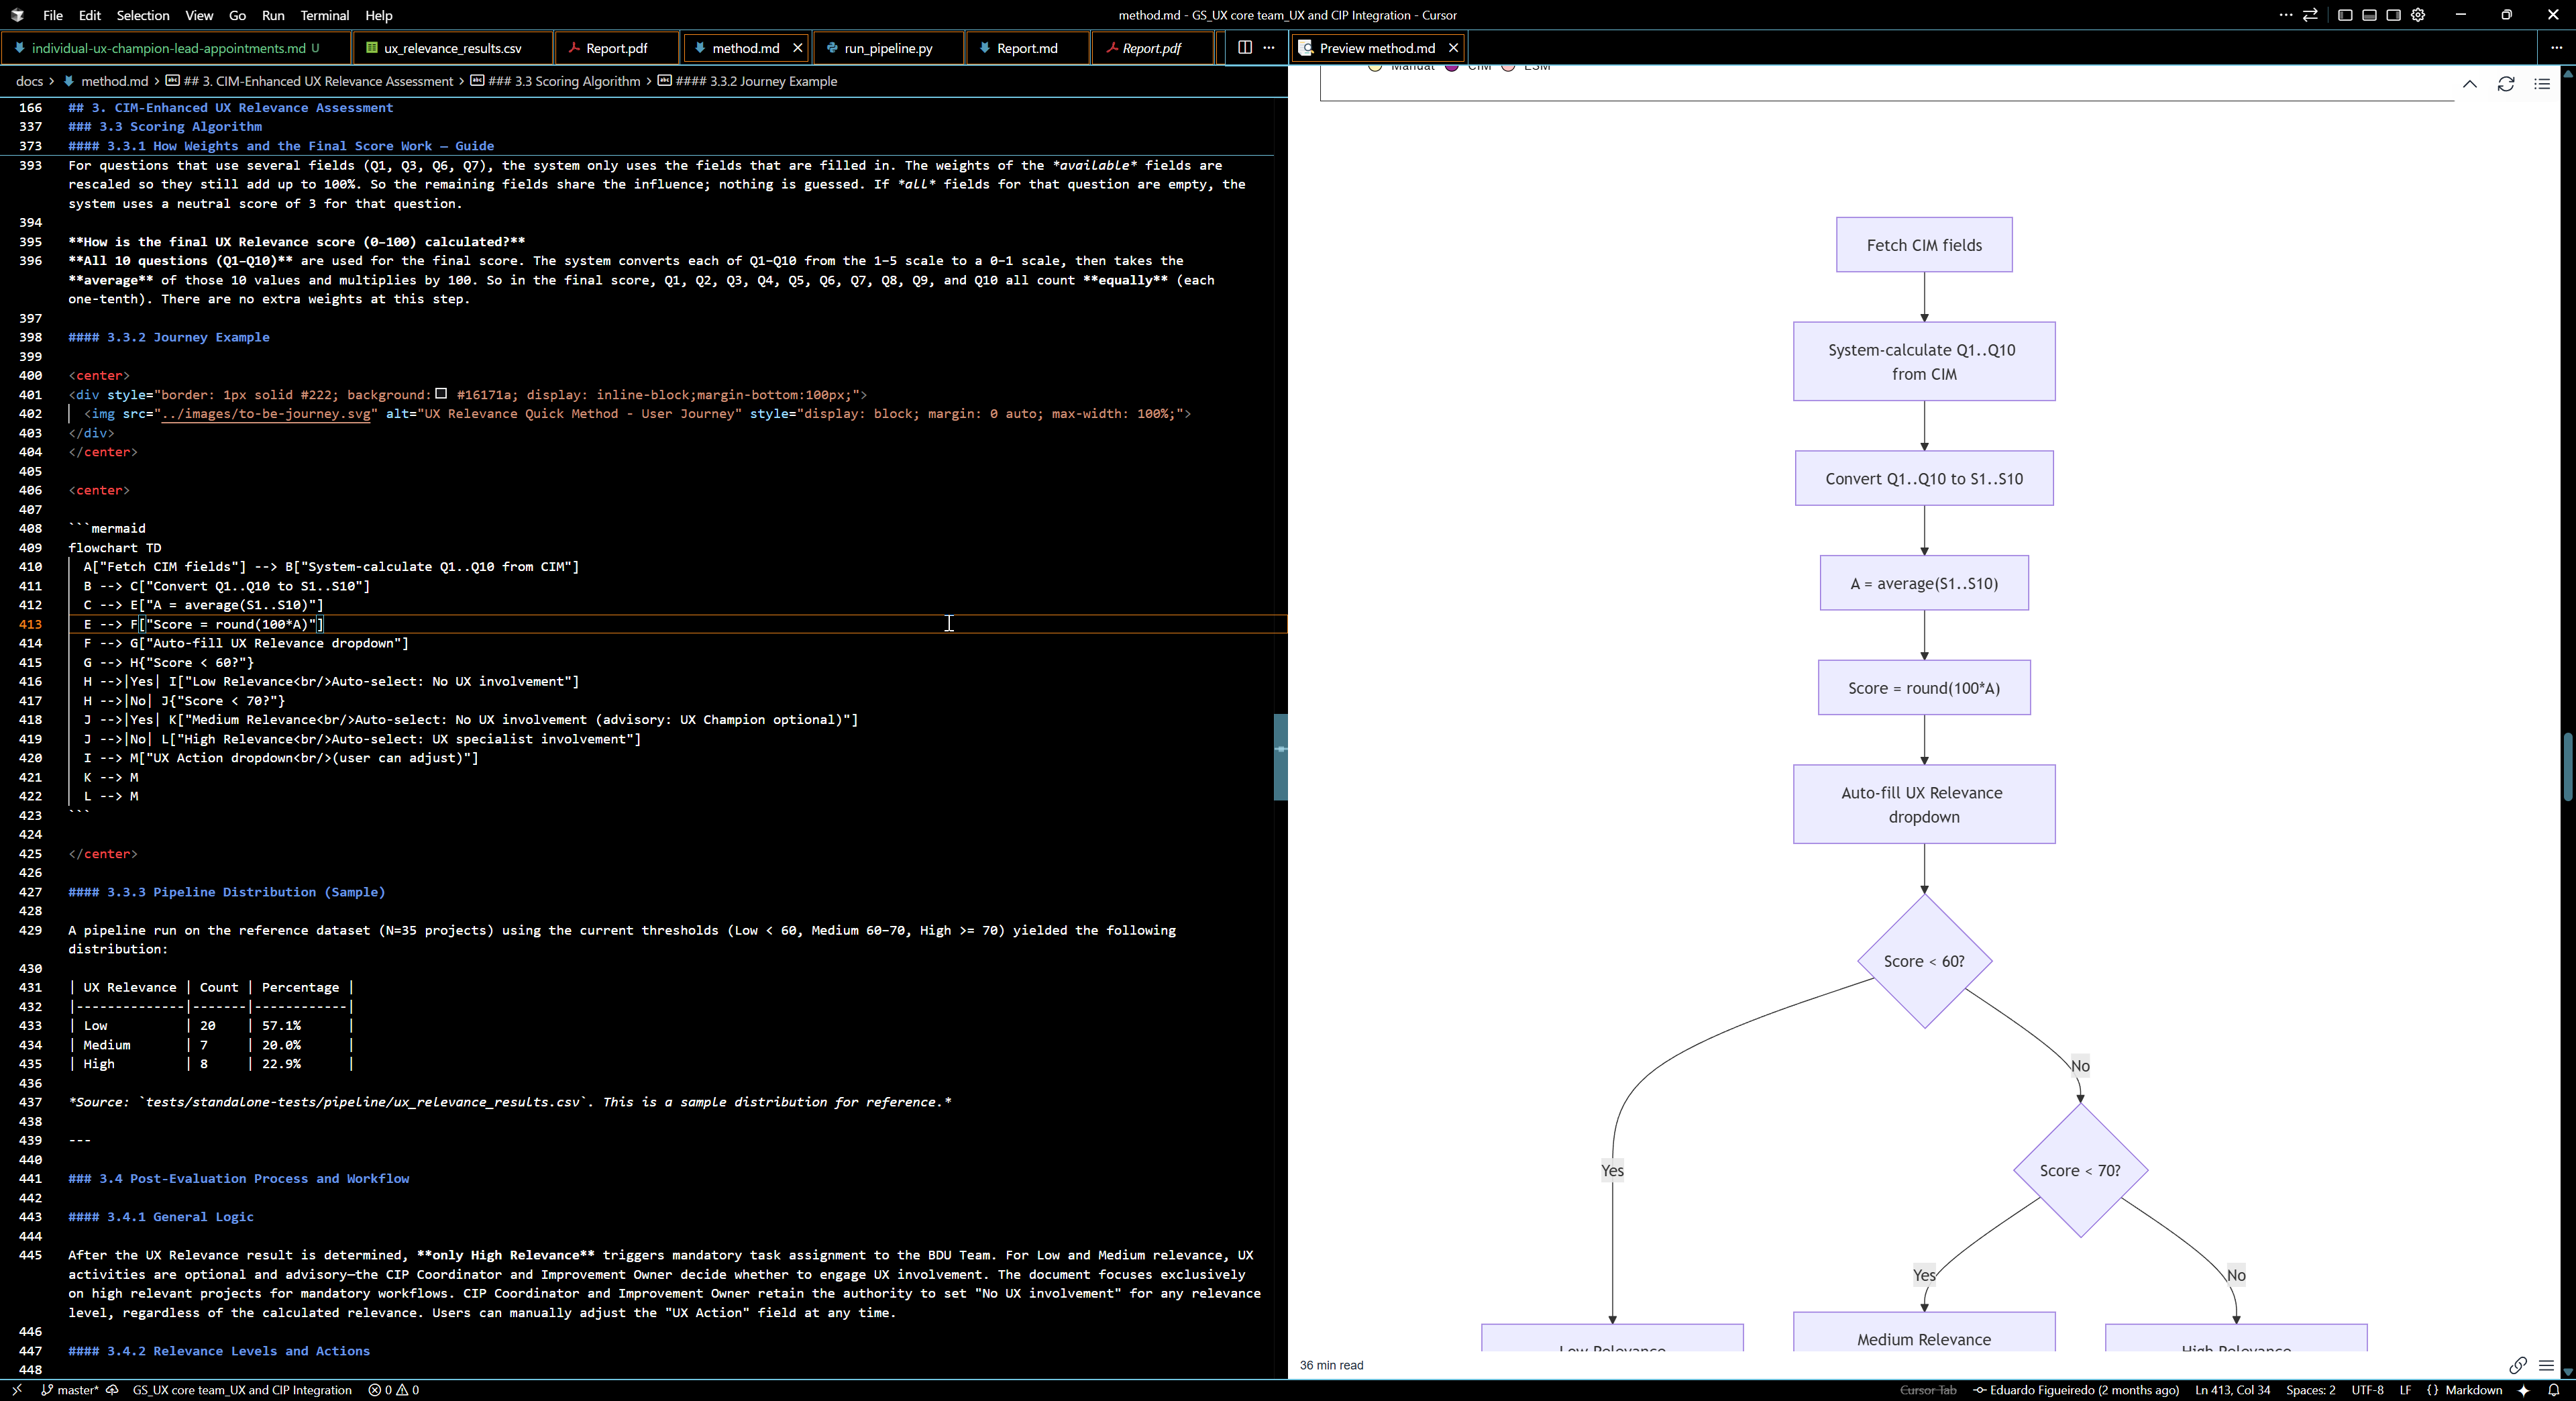 File Edit Selection View Go Run Terminal Help
method.md - GS_UX core team_UX and CIP Integration - Cursor
individual-ux-champion-lead-appointments.md U
ux_relevance_results.csv
Report.pdf
method.md
run_pipeline.py
Report.md
Report.pdf
Preview method.md
docs > method.md > ## 3. CIM-Enhanced UX Relevance Assessment > ### 3.3 Scoring Algorithm > #### 3.3.2 Journey Example
166 ## 3. CIM-Enhanced UX Relevance Assessment
337 ### 3.3 Scoring Algorithm
373 #### 3.3.1 How Weights and the Final Score Work — Guide
393 For questions that use several fields (Q1, Q3, Q6, Q7), the system only uses the fields that are filled in. The weights of the *available* fields are
rescaled so they still add up to 100%. So the remaining fields share the influence; nothing is guessed. If *all* fields for that question are empty, the
system uses a neutral score of 3 for that question.
394
395 **How is the final UX Relevance score (0–100) calculated?**
396 **All 10 questions (Q1–Q10)** are used for the final score. The system converts each of Q1–Q10 from the 1–5 scale to a 0–1 scale, then takes the
**average** of those 10 values and multiplies by 100. So in the final score, Q1, Q2, Q3, Q4, Q5, Q6, Q7, Q8, Q9, and Q10 all count **equally** (each
one-tenth). There are no extra weights at this step.
397
398 #### 3.3.2 Journey Example
399
400 <center>
401 <div style="border: 1px solid #222; background: #16171a; display: inline-block;margin-bottom:100px;">
402 <img src="../images/to-be-journey.svg" alt="UX Relevance Quick Method - User Journey" style="display: block; margin: 0 auto; max-width: 100%;">
403 </div>
404 </center>
405
406 <center>
407
408 ```mermaid
409 flowchart TD
410 A["Fetch CIM fields"] --> B["System-calculate Q1..Q10 from CIM"]
411 B --> C["Convert Q1..Q10 to S1..S10"]
412 C --> E["A = average(S1..S10)"]
413 E --> F["Score = round(100*A)"]
414 F --> G["Auto-fill UX Relevance dropdown"]
415 G --> H{"Score < 60?"}
416 H -->|Yes| I["Low Relevance<br/>Auto-select: No UX involvement"]
417 H -->|No| J{"Score < 70?"}
418 J -->|Yes| K["Medium Relevance<br/>Auto-select: No UX involvement (advisory: UX Champion optional)"]
419 J -->|No| L["High Relevance<br/>Auto-select: UX specialist involvement"]
420 I --> M["UX Action dropdown<br/>(user can adjust)"]
421 K --> M
422 L --> M
423 ```
424
425 </center>
426
427 #### 3.3.3 Pipeline Distribution (Sample)
428
429 A pipeline run on the reference dataset (N=35 projects) using the current thresholds (Low < 60, Medium 60–70, High >= 70) yielded the following
distribution:
430
431 | UX Relevance | Count | Percentage |
432 |--------------|-------|------------|
433 | Low | 20 | 57.1% |
434 | Medium | 7 | 20.0% |
435 | High | 8 | 22.9% |
436
437 *Source: `tests/standalone-tests/pipeline/ux_relevance_results.csv`. This is a sample distribution for reference.*
438
439 ---
440
441 ### 3.4 Post-Evaluation Process and Workflow
442
443 #### 3.4.1 General Logic
444
445 After the UX Relevance result is determined, **only High Relevance** triggers mandatory task assignment to the BDU Team. For Low and Medium relevance, UX
activities are optional and advisory—the CIP Coordinator and Improvement Owner decide whether to engage UX involvement. The document focuses exclusively
on high relevant projects for mandatory workflows. CIP Coordinator and Improvement Owner retain the authority to set "No UX involvement" for any relevance
level, regardless of the calculated relevance. Users can manually adjust the "UX Action" field at any time.
446
447 #### 3.4.2 Relevance Levels and Actions
448
Manual CIM ESM
Fetch CIM fields
System-calculate Q1..Q10
from CIM
Convert Q1..Q10 to S1..S10
A = average(S1..S10)
Score = round(100*A)
Auto-fill UX Relevance
dropdown
Score < 60?
No
Yes
Score < 70?
Yes
No
Low Relevance
Medium Relevance
High Relevance
36 min read
master* GS_UX core team_UX and CIP Integration 0 0
Cursor Tab Eduardo Figueiredo (2 months ago) Ln 413, Col 34 Spaces: 2 UTF-8 LF {} Markdown